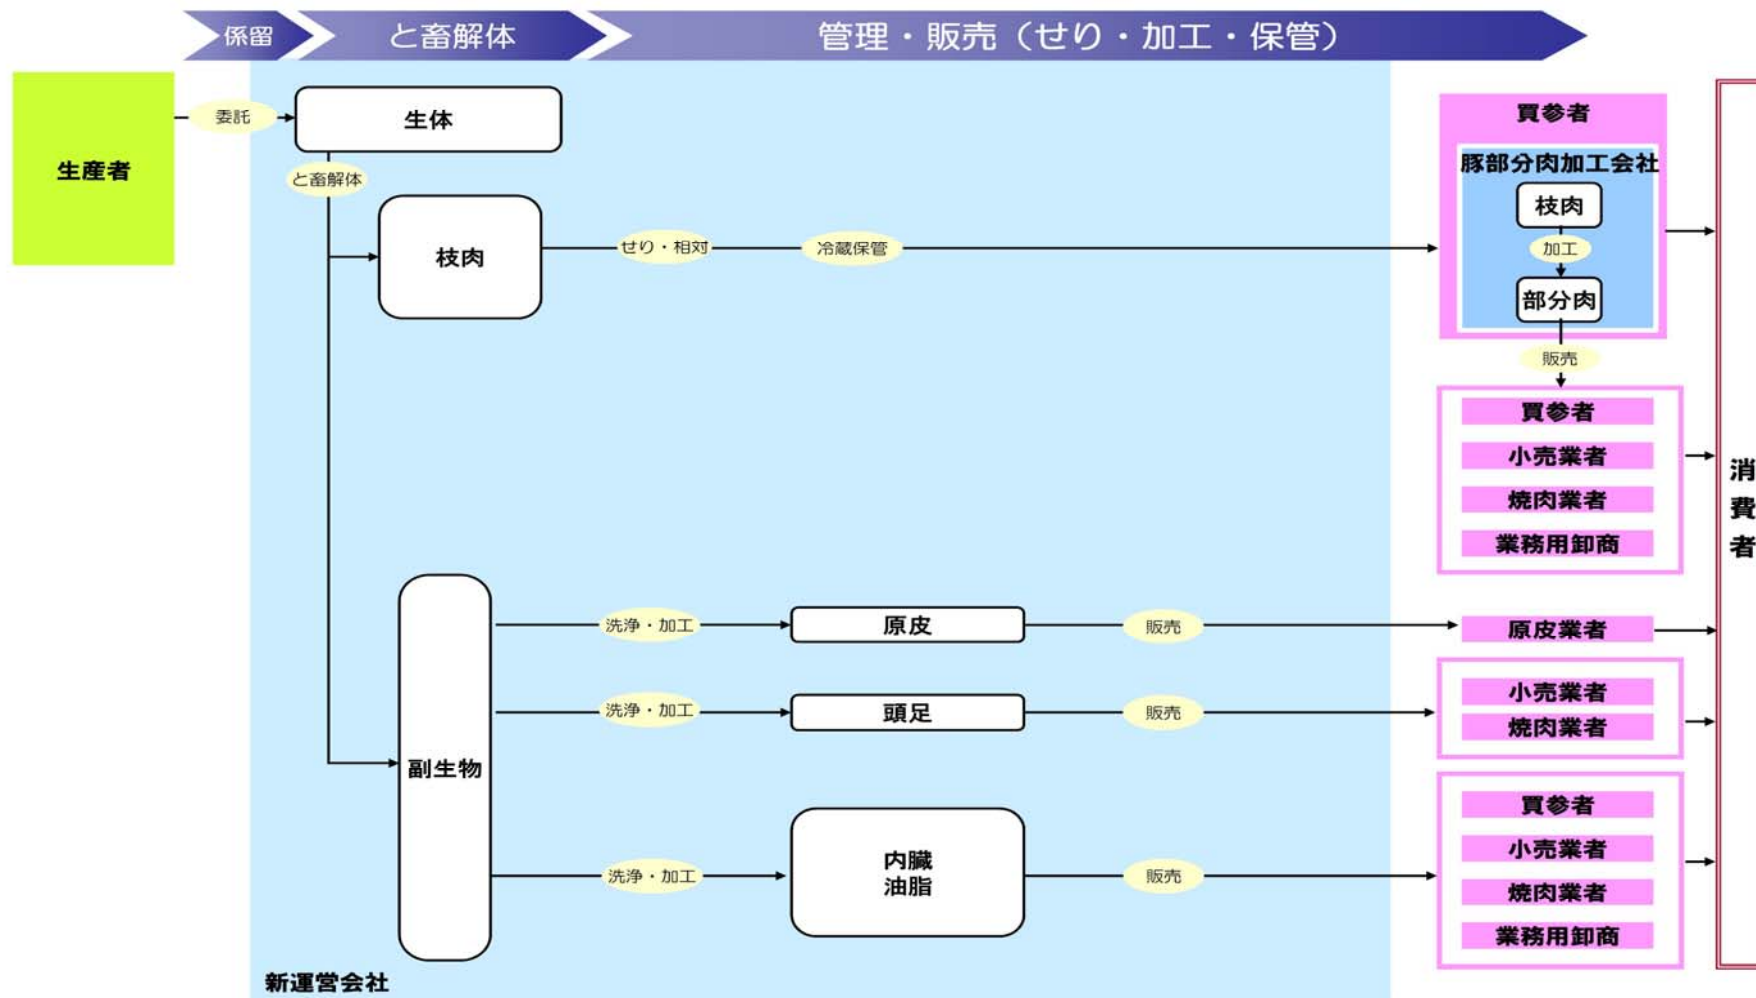 係留
と畜解体
管理・販売（せり・加工・保管）
生産者
委託
生体
と畜解体
枝肉
せり・相対
冷蔵保管
買参者
豚部分肉加工会社
枝肉
加工
部分肉
販売
買参者
小売業者
焼肉業者
業務用卸商
副生物
洗浄・加工
原皮
販売
原皮業者
洗浄・加工
頭足
販売
小売業者
焼肉業者
洗浄・加工
内臓
油脂
販売
買参者
小売業者
焼肉業者
業務用卸商
消費者
新運営会社